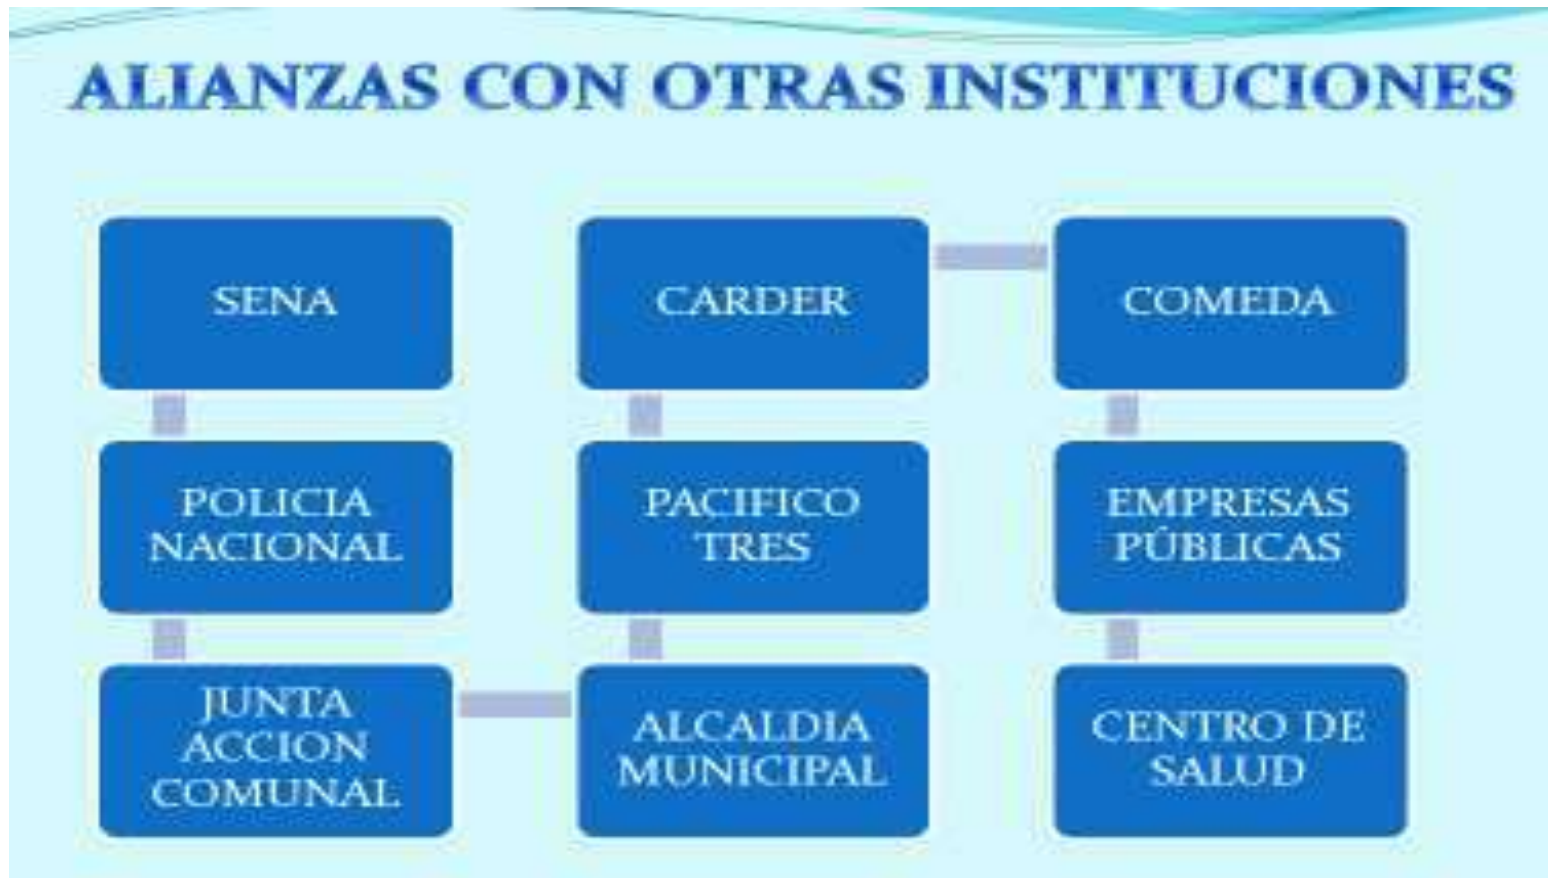 ALIANZAS CON OTRAS INSTITUCIONES
SENA
POLICIA
NACIONAL
JUNTA
ACCION
COMUNAL
ALCALDIA
MUNICIPAL
PACIFICO
TRES
CARDER
COMEDA
EMPRESAS
PÚBLICAS
CENTRO DE
SALUD